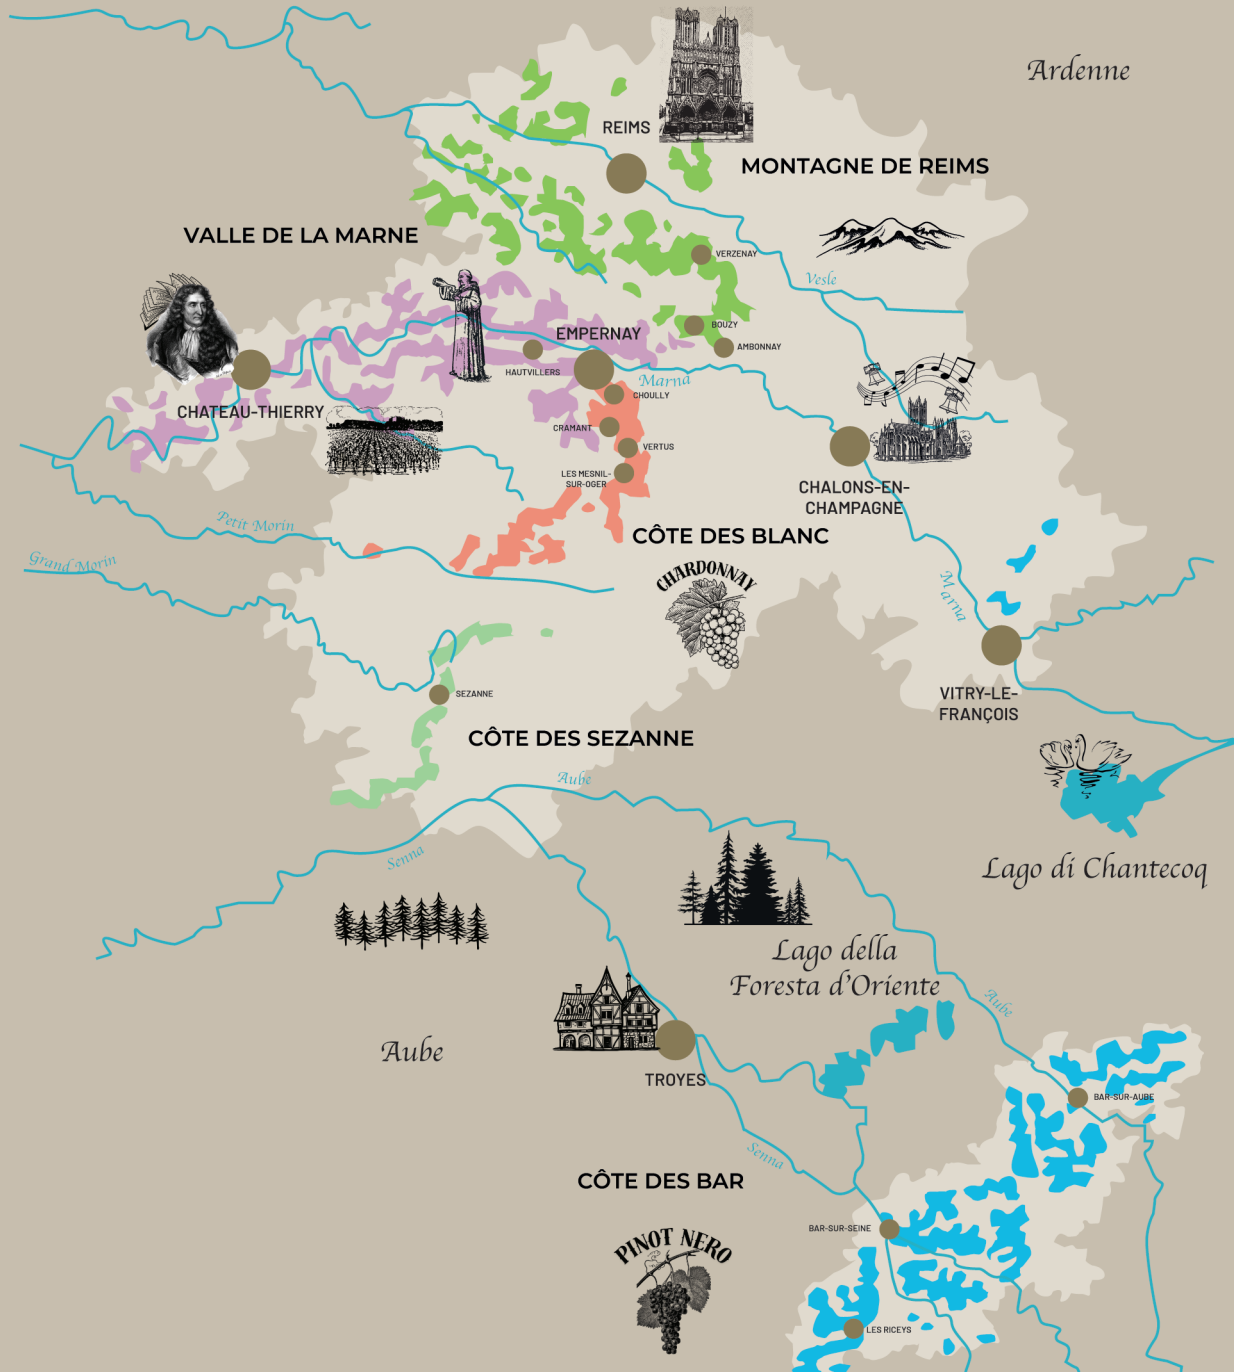 Ardenne
REIMS
MONTAGNE DE REIMS
VALLE DE LA MARNE
VERZENAY
Vesle
BOUZY
EMPERNAY
AMBONNAY
HAUTVILLERS
Marna
CHOULLY
CHATEAU-THIERRY
CRAMANT
VERTUS
LES MESNIL-
SUR-OGER
CHALONS-EN-
CHAMPAGNE
Petit Morin
CÔTE DES BLANC
Grand Morin
CHARDONNAY
Marna
SEZANNE
VITRY-LE-
FRANÇOIS
CÔTE DES SEZANNE
Aube
Senna
Lago di Chantecoq
Lago della
Foresta d'Oriente
Aube
Aube
TROYES
BAR-SUR-AUBE
Senna
CÔTE DES BAR
BAR-SUR-SEINE
PINOT NERO
LES RICEYS